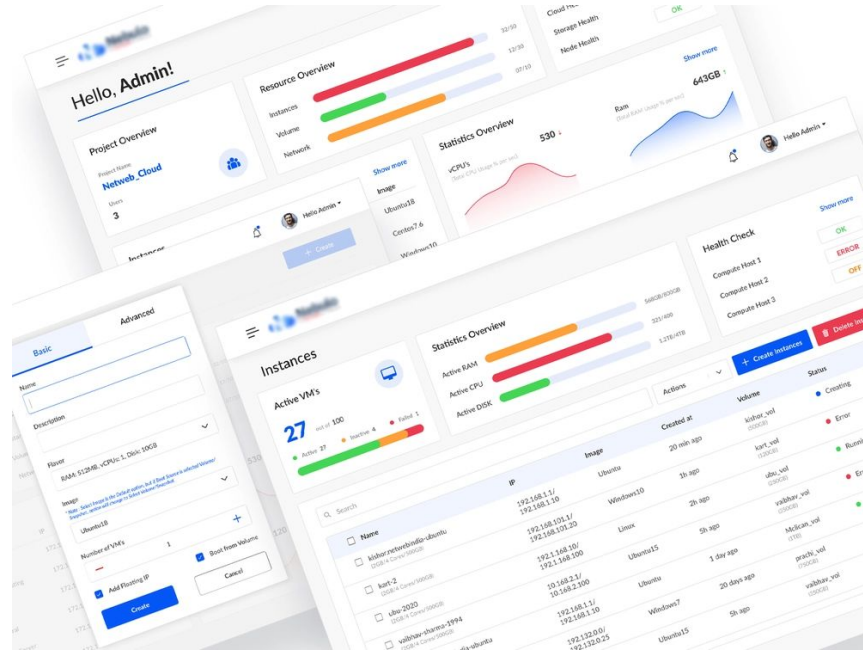 Hello, Admin!
Project Overview
Project Name
Netweb_Cloud
Users
3
Resource Overview
Instances
32/50
Volume
12/30
Network
07/10
Storage Health
Node Health
OK
Statistics Overview
Show more
vCPU's
530 ↓
Ram
643GB ↑
Instances
Show more
Image
Ubuntu18
Centos7.6
Windows10
Hello Admin
+ Create
Hello Admin
Basic
Advanced
Name
Description
Flavor
RAM: 512MB, vCPUs: 1, Disk: 10GB
Image
Ubuntu18
Number of VM's
1
Add Floating IP
Boot from Volume
Create
Cancel
Instances
Active VM's
27 out of 100
Active 27
Inactive 4
Failed 1
Statistics Overview
Active RAM
568GB/800GB
Active CPU
325/400
Active DISK
1.2TB/4TB
Health Check
Show more
Compute Host 1
OK
Compute Host 2
ERROR
Compute Host 3
OFF
Search
Actions
+ Create Instances
Delete
Name
IP
Image
Created at
Volume
Status
kishor.netwebindia-ubuntu
192.168.1.1/
192.168.1.10
Ubuntu
20 min ago
kishor_vol
Creating
kart-2
192.168.101.1/
192.168.101.20
Windows10
1h ago
kart_vol
Error
ubu-2020
192.1.168.10/
192.1.168.100
Linux
2h ago
ubu_vol
vaibhav-sharma-1994
10.168.2.1/
10.168.2.100
Ubuntu15
5h ago
vaibhav_vol
192.168.1.1/
192.168.1.10
Ubuntu
1 day ago
192.132.0.0/
192.132.0.25
Windows7
20 days ago
prachi_vol
Ubuntu15
5h ago
vaibhav_vol